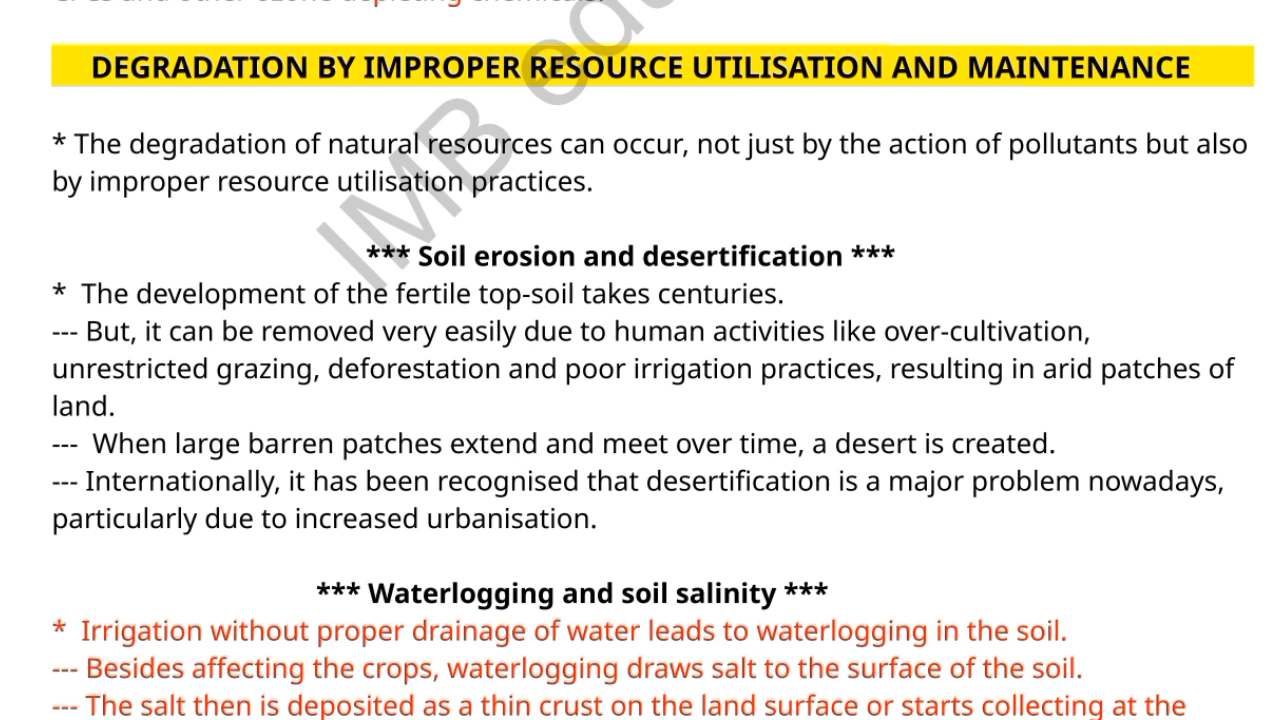 depleting
DEGRADATION BY IMPROPER RESOURCE UTILISATION AND MAINTENANCE
* The degradation of natural resources can occur, not just by the action of pollutants but also
by improper resource utilisation practices.
*** Soil erosion and desertification ***
*  The development of the fertile top-soil takes centuries.
--- But, it can be removed very easily due to human activities like over-cultivation,
unrestricted grazing, deforestation and poor irrigation practices, resulting in arid patches of
land.
---  When large barren patches extend and meet over time, a desert is created.
--- Internationally, it has been recognised that desertification is a major problem nowadays,
particularly due to increased urbanisation.
*** Waterlogging and soil salinity ***
*  Irrigation without proper drainage of water leads to waterlogging in the soil.
--- Besides affecting the crops, waterlogging draws salt to the surface of the soil.
--- The salt then is deposited as a thin crust on the land surface or starts collecting at the
IMB